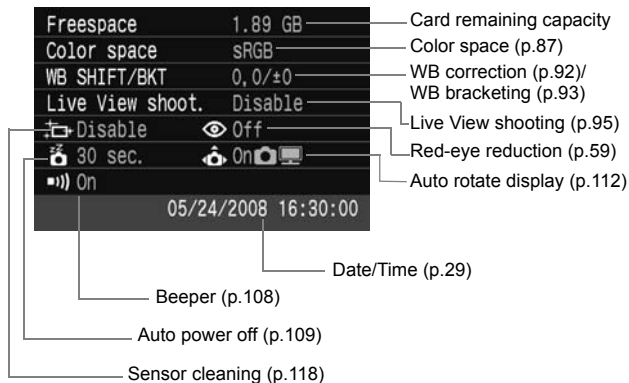 Freespace 1.89 GB
Color space sRGB
WB SHIFT/BKT 0,0/±0
Live View shoot. Disable
Disable Off
30 sec. On
On
05/24/2008 16:30:00
Card remaining capacity
Color space (p.87)
WB correction (p.92)/
WB bracketing (p.93)
Live View shooting (p.95)
Red-eye reduction (p.59)
Auto rotate display (p.112)
Date/Time (p.29)
Beeper (p.108)
Auto power off (p.109)
Sensor cleaning (p.118)